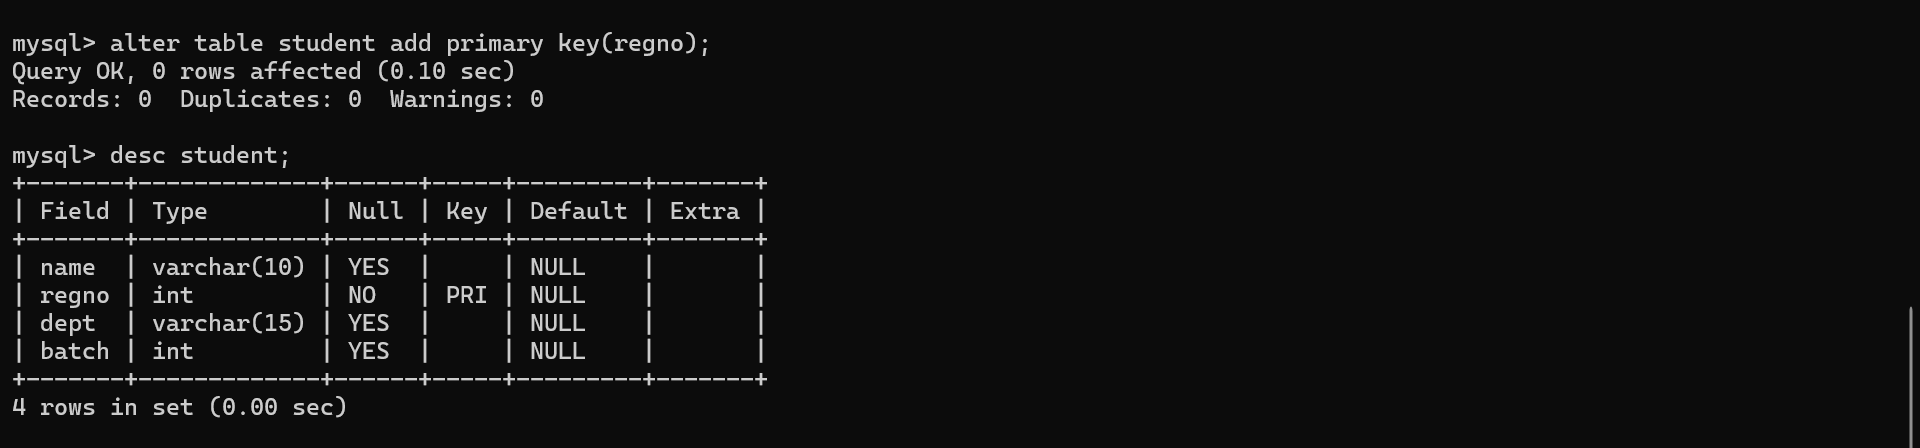 mysql> alter table student add primary key(regno);
Query OK, 0 rows affected (0.10 sec)
Records: 0  Duplicates: 0  Warnings: 0
mysql> desc student;
+-------+-------------+------+-----+---------+-------+
| Field | Type        | Null | Key | Default | Extra |
+-------+-------------+------+-----+---------+-------+
| name  | varchar(10) | YES  |     | NULL    |       |
| regno | int         | NO   | PRI | NULL    |       |
| dept  | varchar(15) | YES  |     | NULL    |       |
| batch | int         | YES  |     | NULL    |       |
+-------+-------------+------+-----+---------+-------+
4 rows in set (0.00 sec)